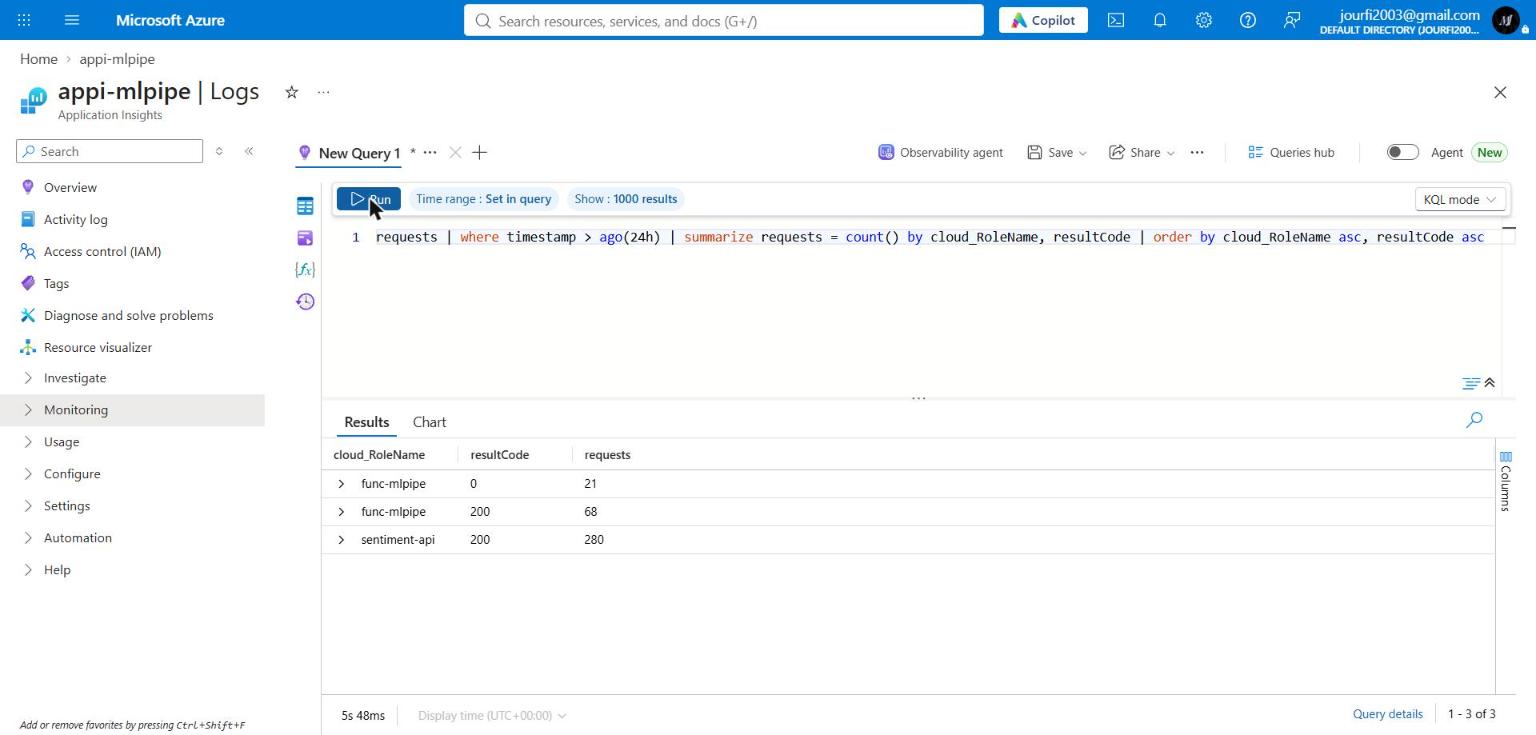 Microsoft Azure
Search resources, services, and docs (G+/)
Copilot
jourfi2003@gmail.com
DEFAULT DIRECTORY (JOURFI200...
Home > appi-mlpipe
appi-mlpipe | Logs
Application Insights
Search
Overview
Activity log
Access control (IAM)
Tags
Diagnose and solve problems
Resource visualizer
Investigate
Monitoring
Usage
Configure
Settings
Automation
Help
Add or remove favorites by pressing Ctrl+Shift+F
New Query 1 *
Observability agent
Save
Share
Queries hub
Agent New
Run
Time range : Set in query
Show : 1000 results
KQL mode
{fx}
1 requests | where timestamp > ago(24h) | summarize requests = count() by cloud_RoleName, resultCode | order by cloud_RoleName asc, resultCode asc
Results Chart
cloud_RoleName resultCode requests
func-mlpipe 0 21
func-mlpipe 200 68
sentiment-api 200 280
Columns
5s 48ms
Display time (UTC+00:00)
Query details
1 - 3 of 3